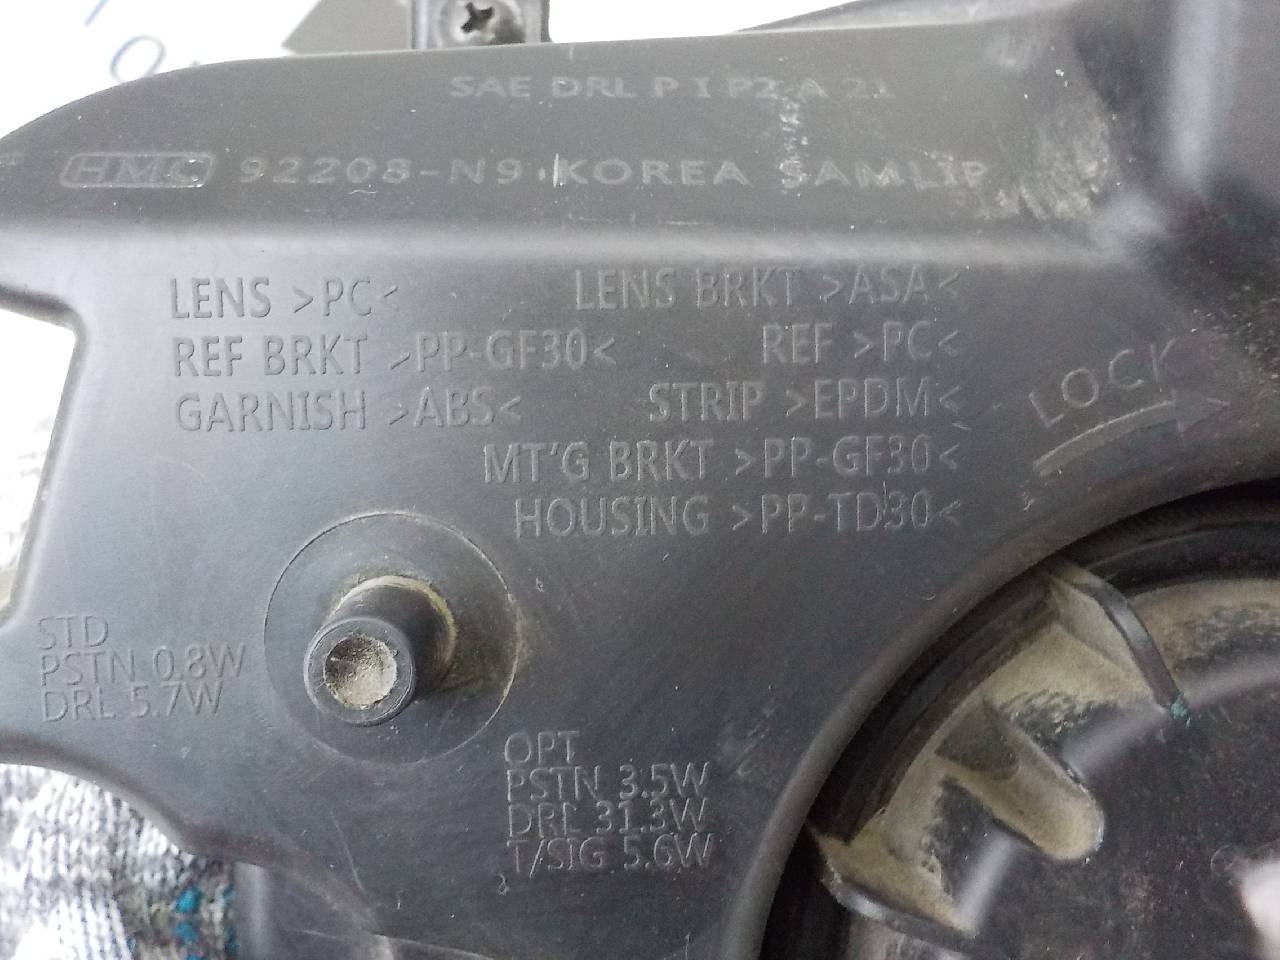 SAE DRL P I P2 A 21
HMC 92208-N9 KOREA SAMLIP
LENS >PC< LENS BRKT >ASA<
REF BRKT >PP-GF30< REF >PC<
GARNISH >ABS< STRIP >EPDM<
MT'G BRKT >PP-GF30<
HOUSING >PP-TD30<
LOCK
STD
PSTN 0.8W
DRL 5.7W
OPT
PSTN 3.5W
DRL 31.3W
T/SIG 5.6W